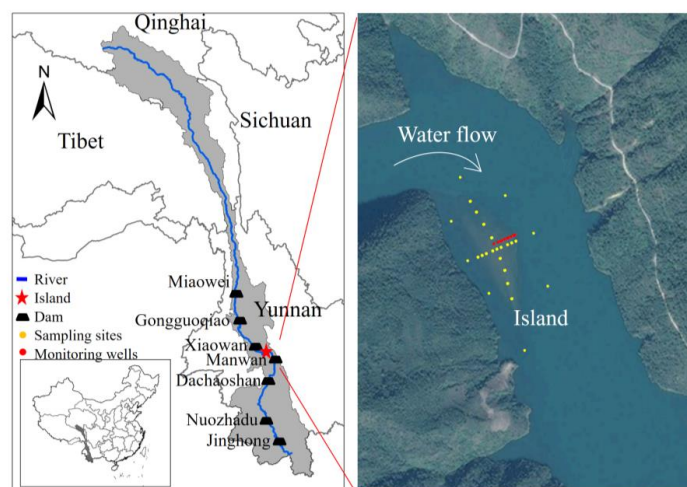 Qinghai
N
Sichuan
Tibet
Miaowei
Yunnan
Gongguoqiao
Xiaowan
Manwan
Dachaoshan
Nuozhadu
Jinghong
River
Island
Dam
Sampling sites
Monitoring wells
Water flow
Island